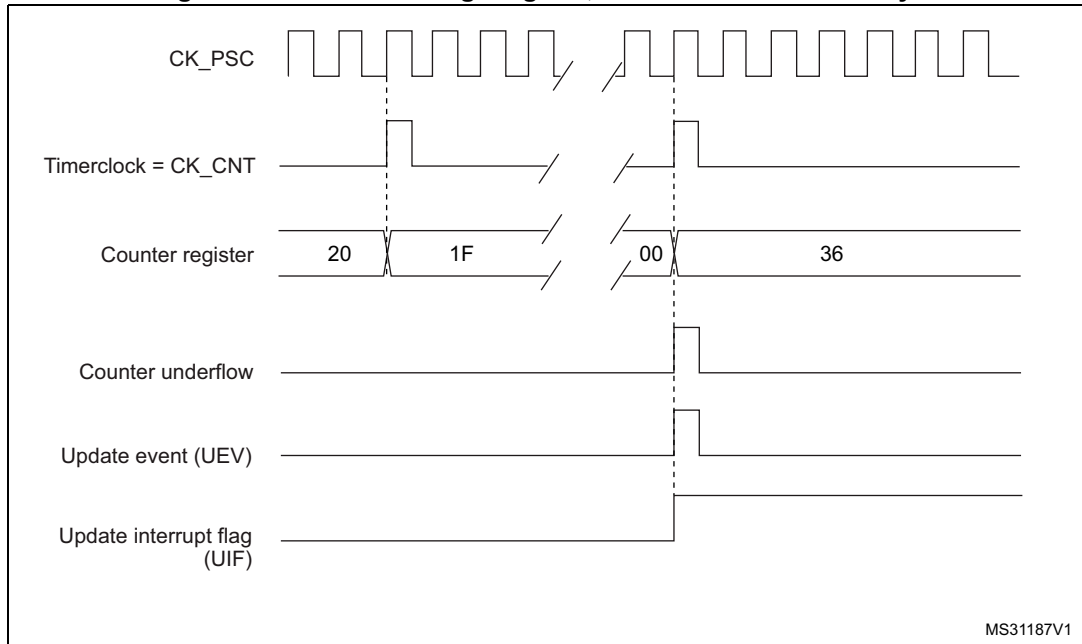 CK_PSC
Timerclock = CK_CNT
Counter register 20 1F 00 36
Counter underflow
Update event (UEV)
Update interrupt flag
(UIF)
MS31187V1